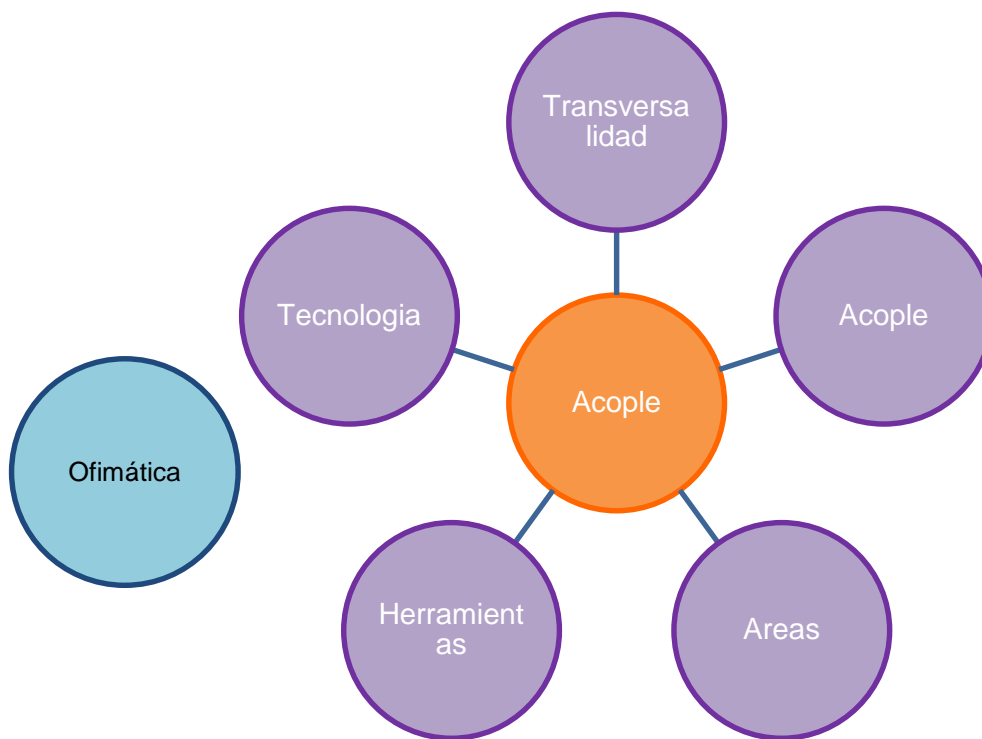 Transversa
lidad
Tecnologia
Acople
Acople
Ofimática
Herramient
as
Areas